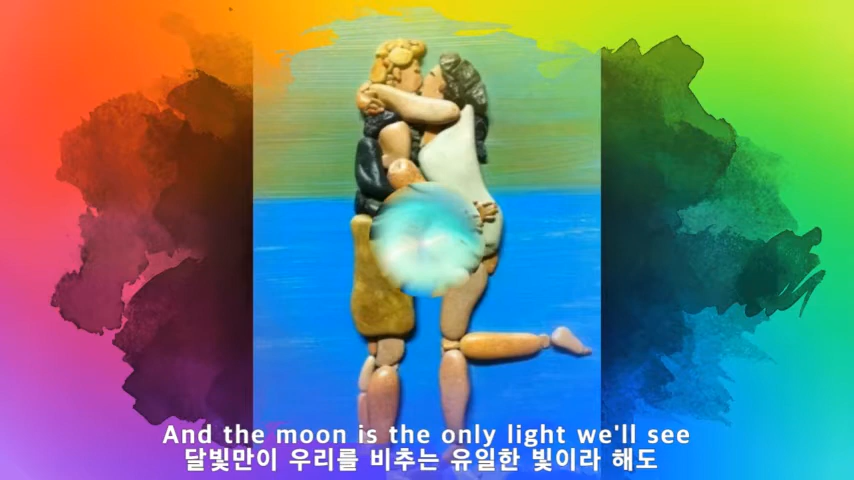 And the moon is the only light we'll see
달빛만이 우리를 비추는 유일한 빛이라 해도